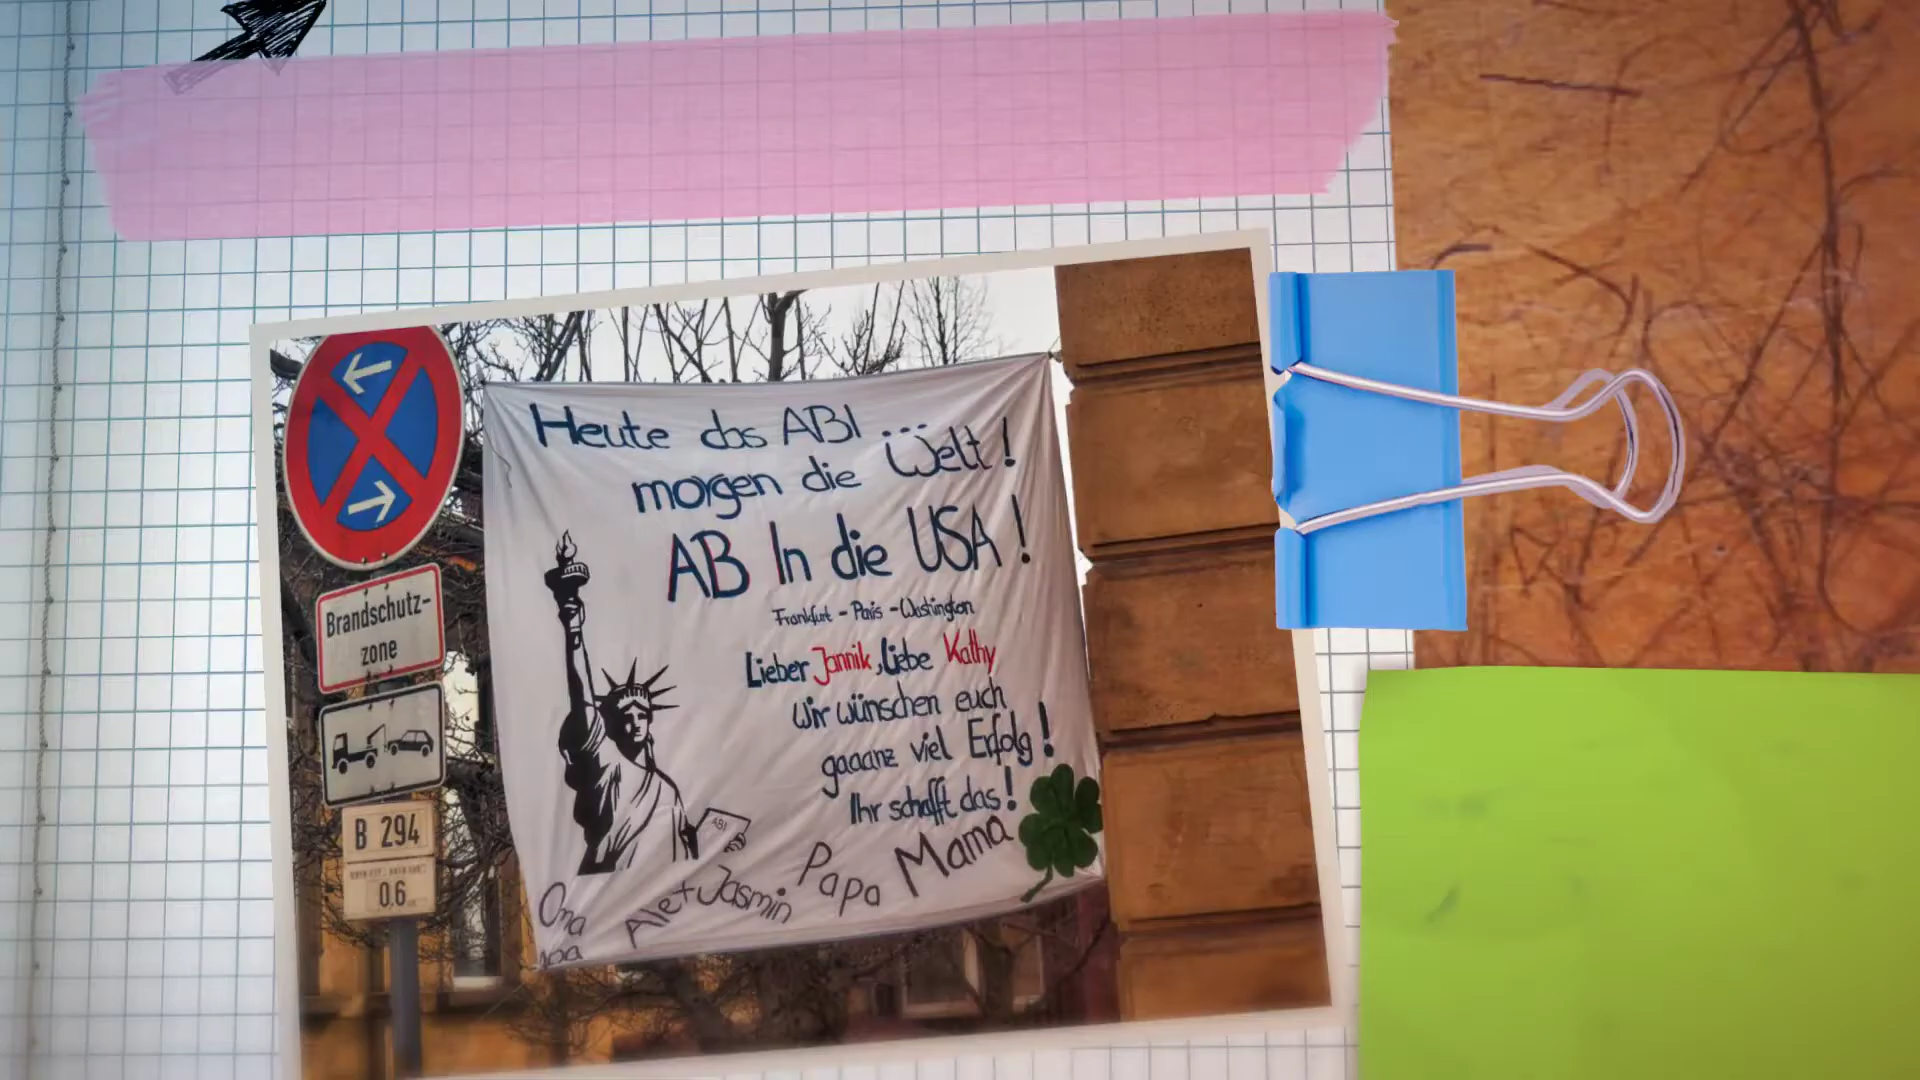 Brandschutz-
zone
B 294
0.6
Heute das ABI ...
morgen die Welt!
AB In die USA!
Frankfurt - Paris - Washington
Lieber Jannik, Liebe Kathy
wir wünschen euch
gaaanz viel Erfolg!
Ihr schafft das!
ABI
Oma
Alex + Jasmin
Papa
Mama